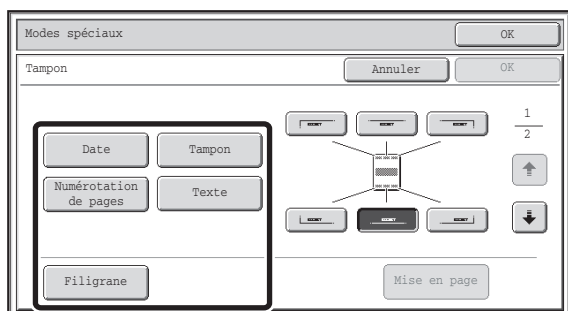 Modes spéciaux
OK
Tampon
Annuler
OK
Date
Tampon
Numérotation
de pages
Texte
Filigrane
1
2
Mise en page